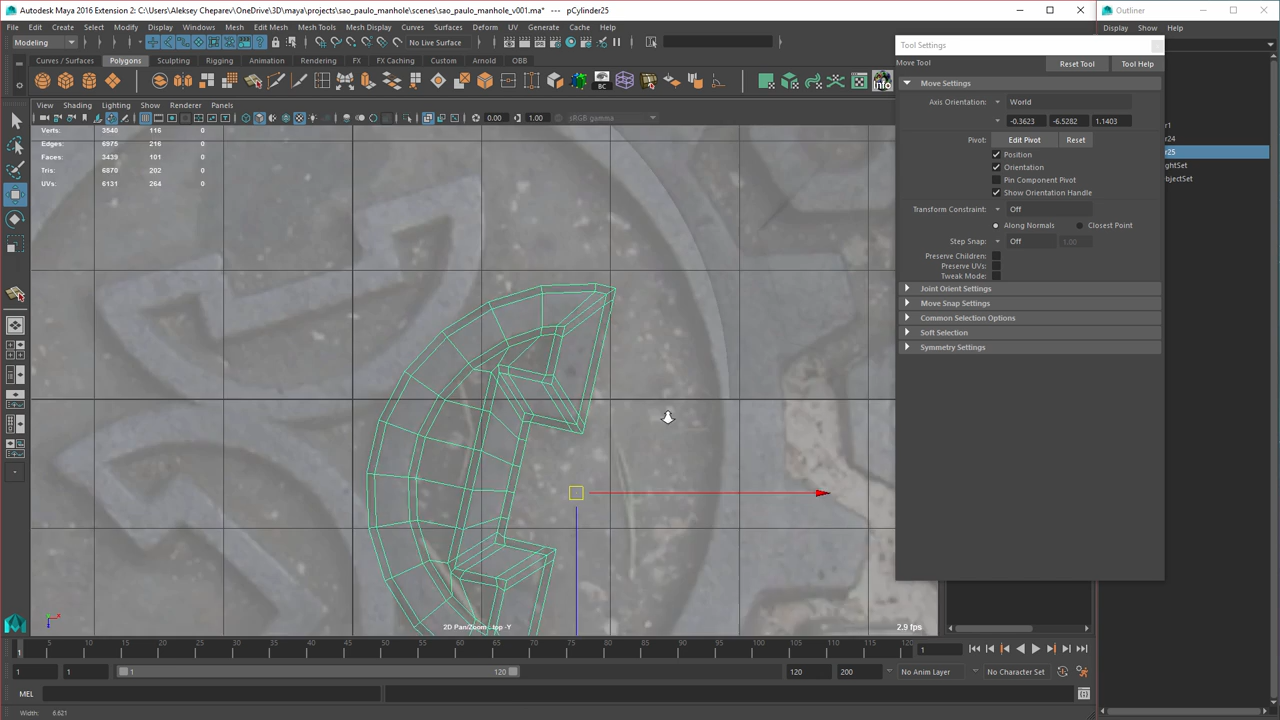 Autodesk Maya 2016 Extension 2: C:\Users\Aleksey Cheparev\OneDrive\3D\maya\projects\sao_paulo_manhole\scenes\sao_paulo_manhole_v001.ma* --- pCylinder25
Outliner
File Edit Create Select Modify Display Windows Mesh Edit Mesh Mesh Tools Mesh Display Curves Surfaces Deform UV Generate Cache Help
Display Show Help
Modeling No Live Surface
Tool Settings
Curves / Surfaces Polygons Sculpting Rigging Animation Rendering FX FX Caching Custom Arnold OBB
Move Tool Reset Tool Tool Help
BC Info
Move Settings
View Shading Lighting Show Renderer Panels
Axis Orientation: World
0.00 1.00 sRGB gamma
-0.3623 -6.5282 1.1403
Verts: 3540 116 0
Edges: 6975 216 0
Faces: 3439 101 0
Tris: 6870 202 0
UVs: 6131 264 0
Pivot: Edit Pivot Reset
Position
Orientation
Pin Component Pivot
Show Orientation Handle
r1
r24
r25
ghtSet
bjectSet
Transform Constraint: Off
Along Normals Closest Point
Step Snap: Off 1.00
Preserve Children:
Preserve UVs:
Tweak Mode:
Joint Orient Settings
Move Snap Settings
Common Selection Options
Soft Selection
Symmetry Settings
2D Pan/Zoom : top -Y
2.9 fps
5 10 15 20 25 30 35 40 45 50 55 60 65 70 75 80 85 90 95 100 105 110 115 120
1
1 1 1 120 120 200 No Anim Layer No Character Set
MEL
Width: 6.621